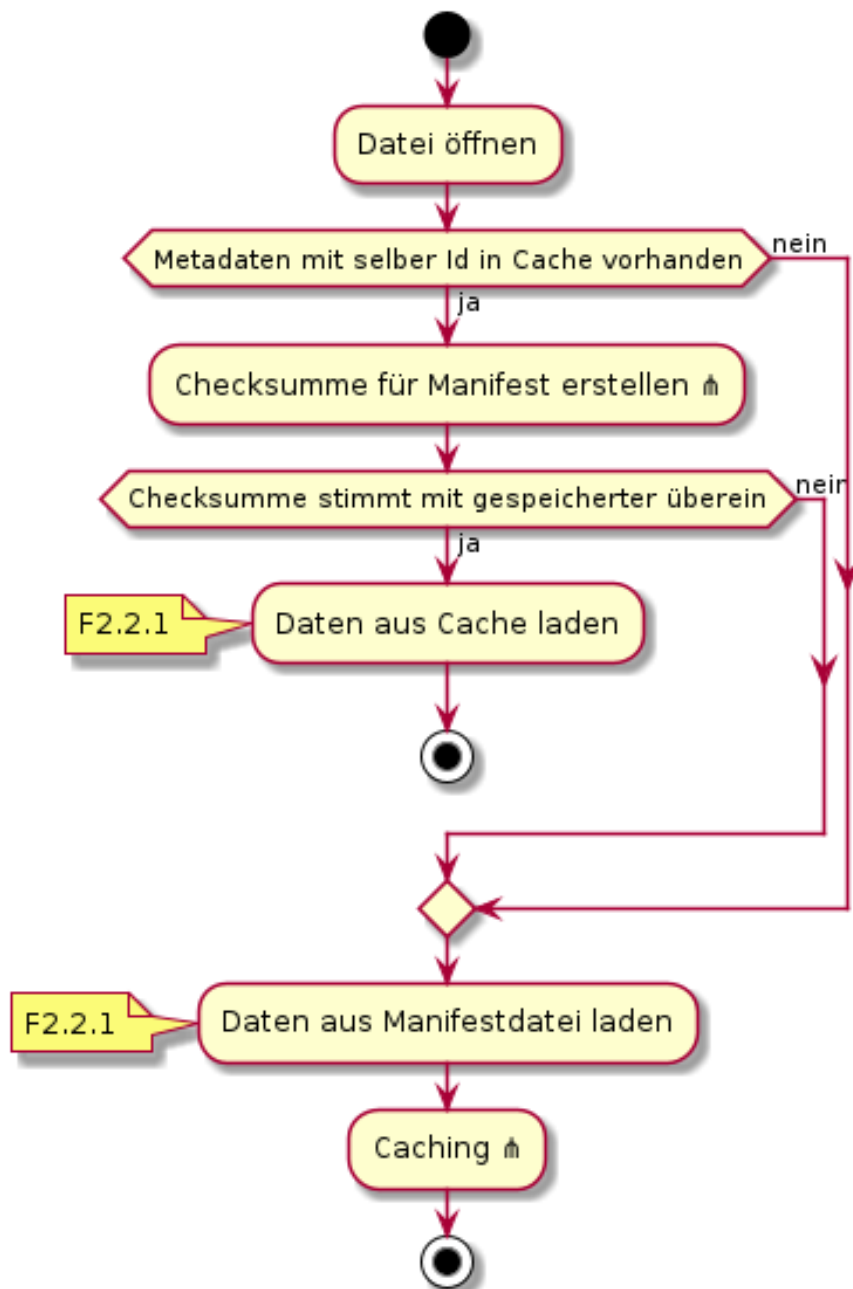 Datei öffnen
Metadaten mit selber Id in Cache vorhanden
nein
ja
Checksumme für Manifest erstellen ⋔
Checksumme stimmt mit gespeicherter überein
nein
ja
F2.2.1
Daten aus Cache laden
F2.2.1
Daten aus Manifestdatei laden
Caching ⋔